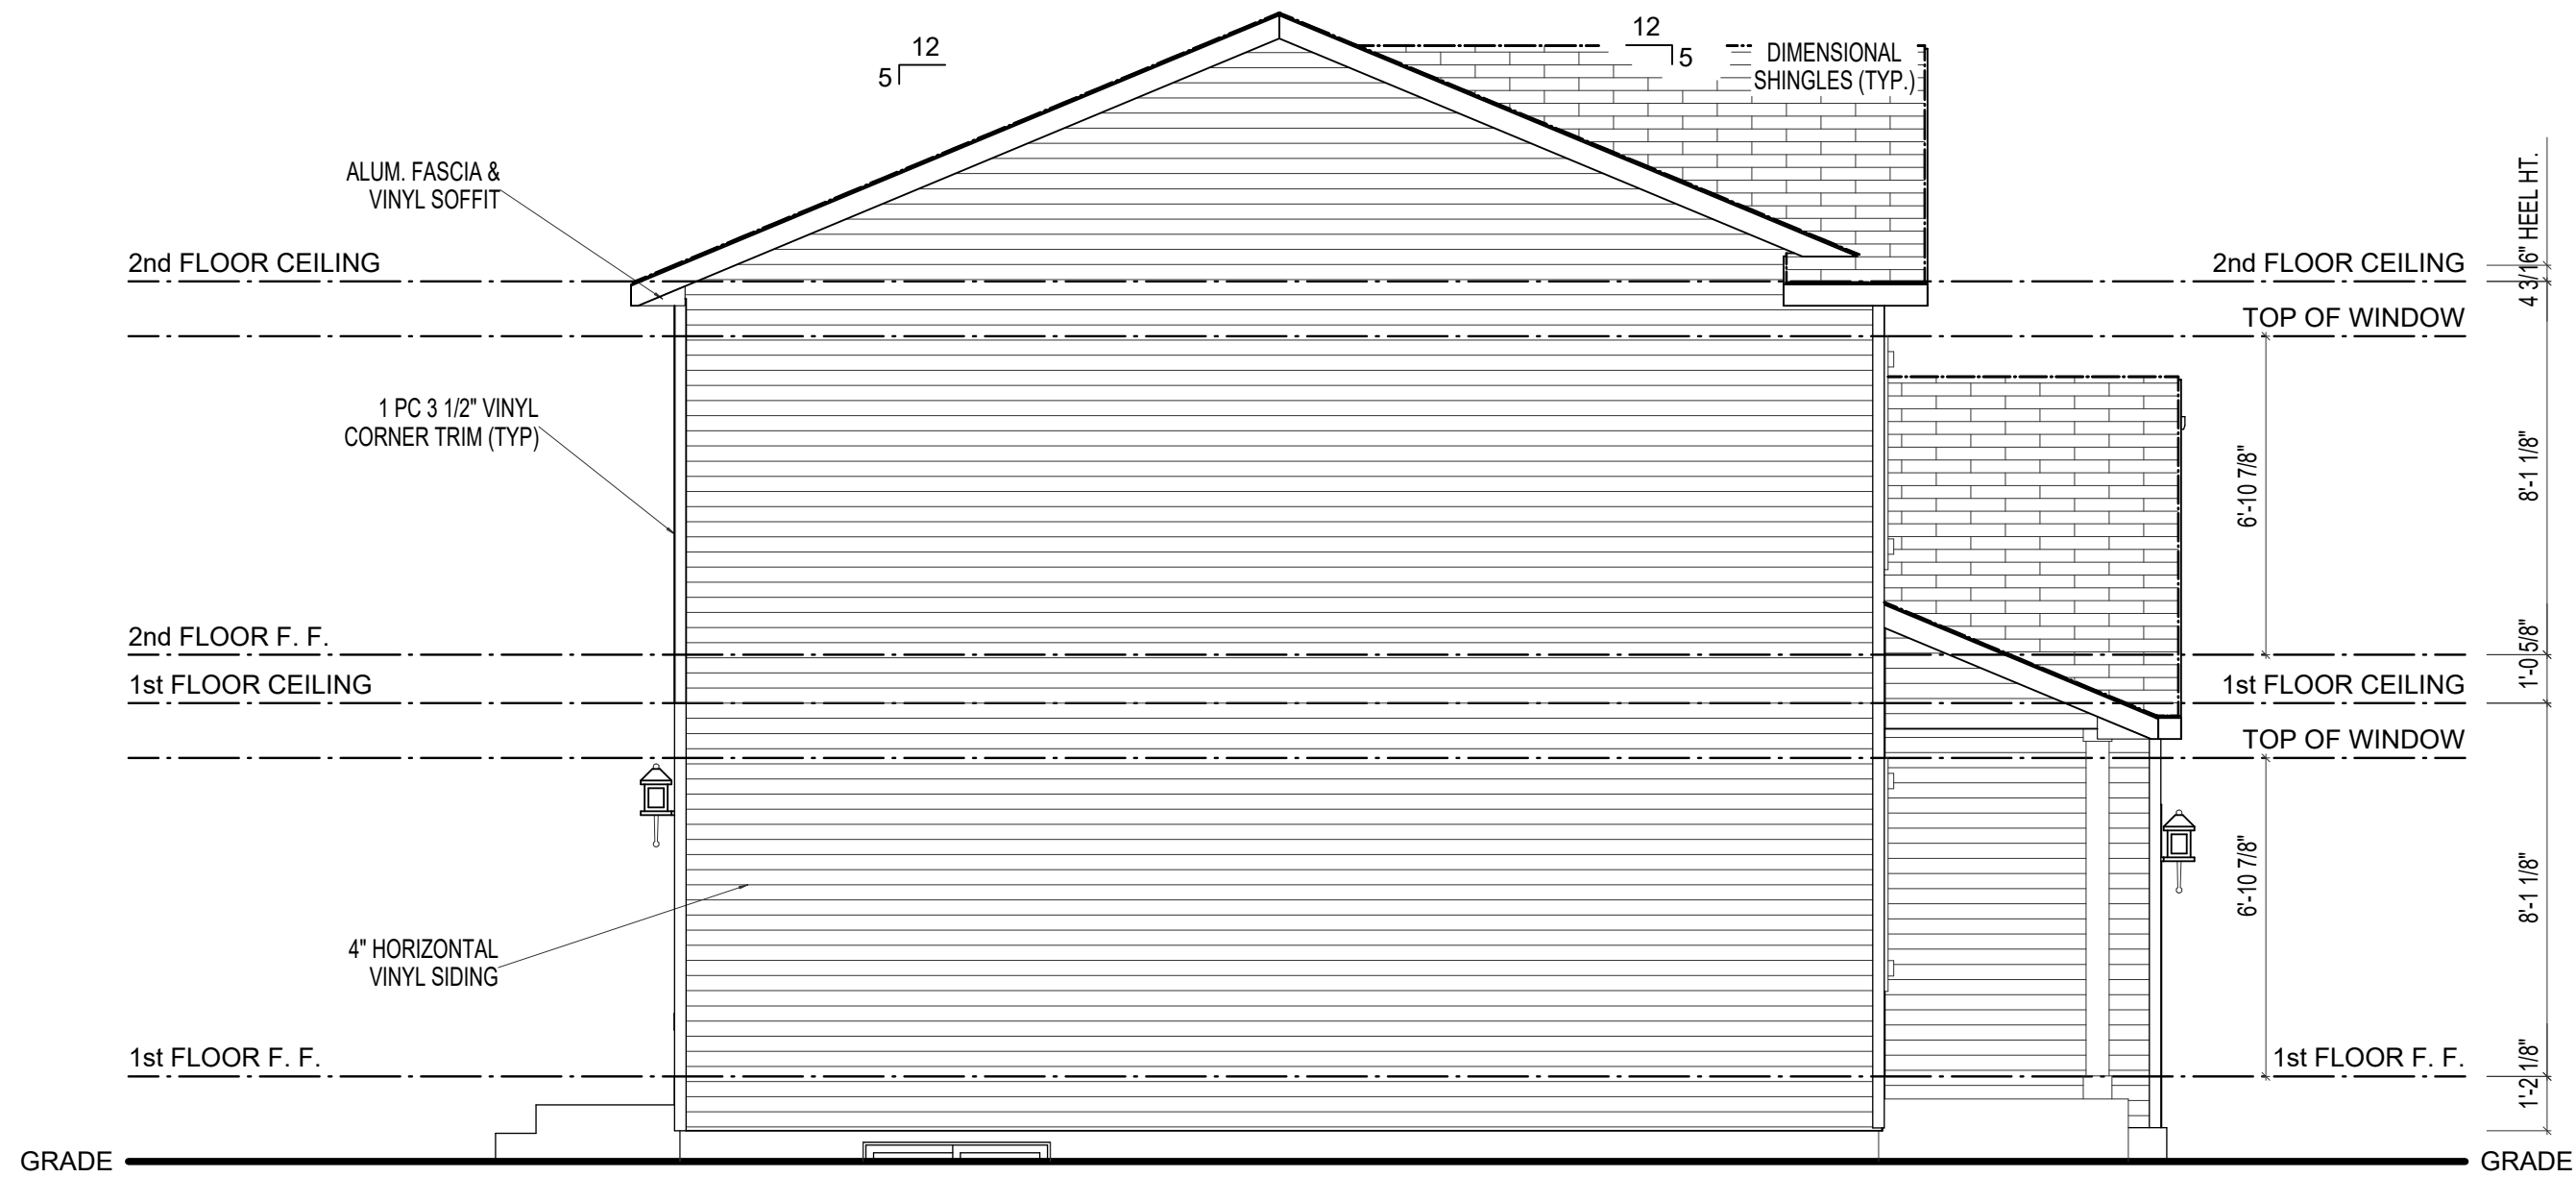 12
5
12
5
DIMENSIONAL
SHINGLES (TYP.)
ALUM. FASCIA &
VINYL SOFFIT
4 3/16" HEEL HT.
2nd FLOOR CEILING
2nd FLOOR CEILING
TOP OF WINDOW
1 PC 3 1/2" VINYL
CORNER TRIM (TYP)
6'-10 7/8"
8'-1 1/8"
2nd FLOOR F. F.
1'-0 5/8"
1st FLOOR CEILING
1st FLOOR CEILING
TOP OF WINDOW
6'-10 7/8"
8'-1 1/8"
4" HORIZONTAL
VINYL SIDING
1st FLOOR F. F.
1st FLOOR F. F.
1'-2 1/8"
GRADE
GRADE